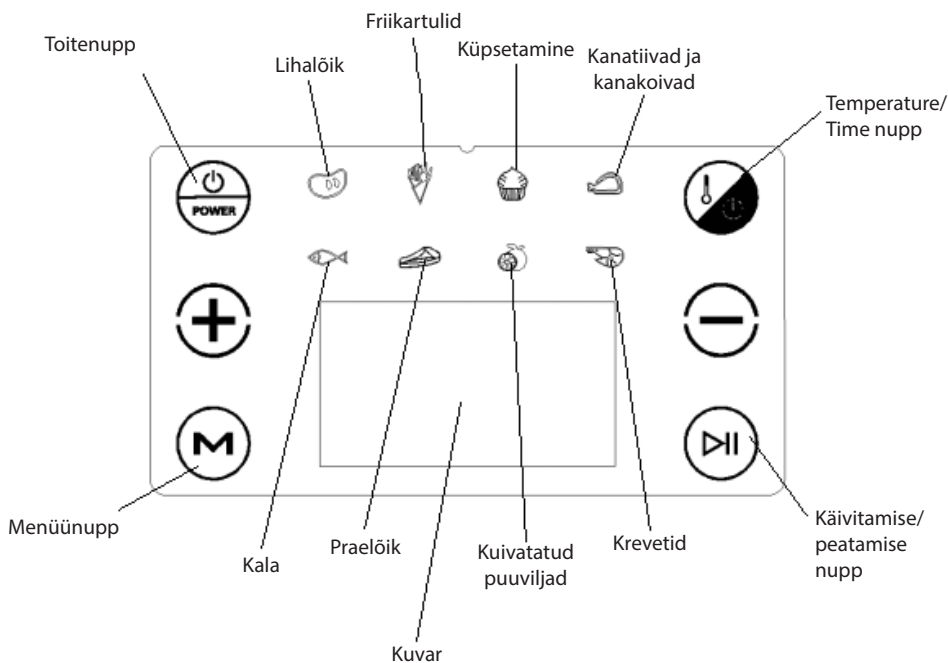 Friikartulid
Toitenupp
Küpsetamine
Lihalõik
Kanatiivad ja
kanakoivad
Temperature/
Time nupp
POWER
M
Menüünupp
Kala
Praelõik
Kuivatatud
puuviljad
Krevetid
Käivitamise/
peatamise
nupp
Kuvar